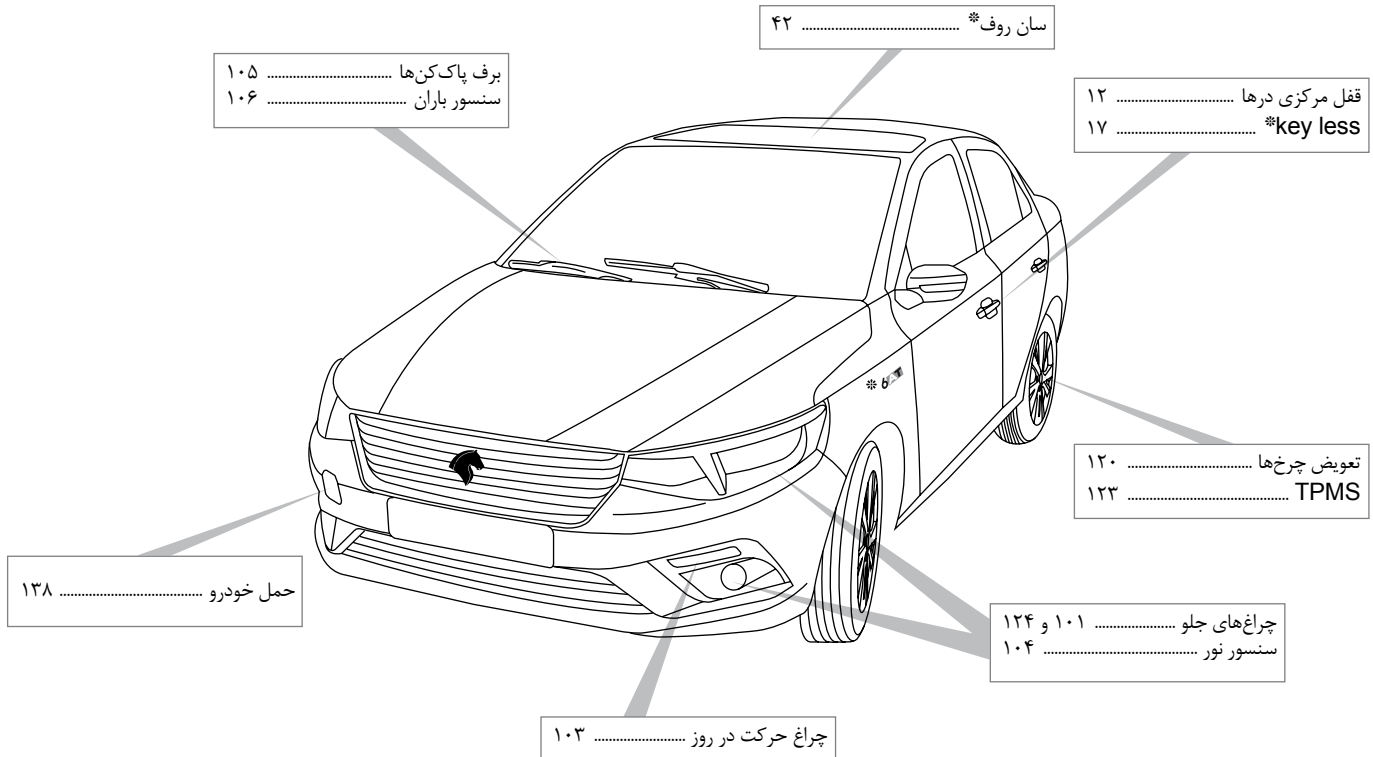 سان روف* ........ ۴۲
برف پاک‌کن‌ها ........ ۱۰۵
سنسور باران ........ ۱۰۶
قفل مرکزی درها ........ ۱۲
key less* ........ ۱۷
تعویض چرخ‌ها ........ ۱۲۰
TPMS ........ ۱۲۳
حمل خودرو ........ ۱۳۸
چراغ‌های جلو ........ ۱۰۱ و ۱۲۴
سنسور نور ........ ۱۰۴
چراغ حرکت در روز ........ ۱۰۳